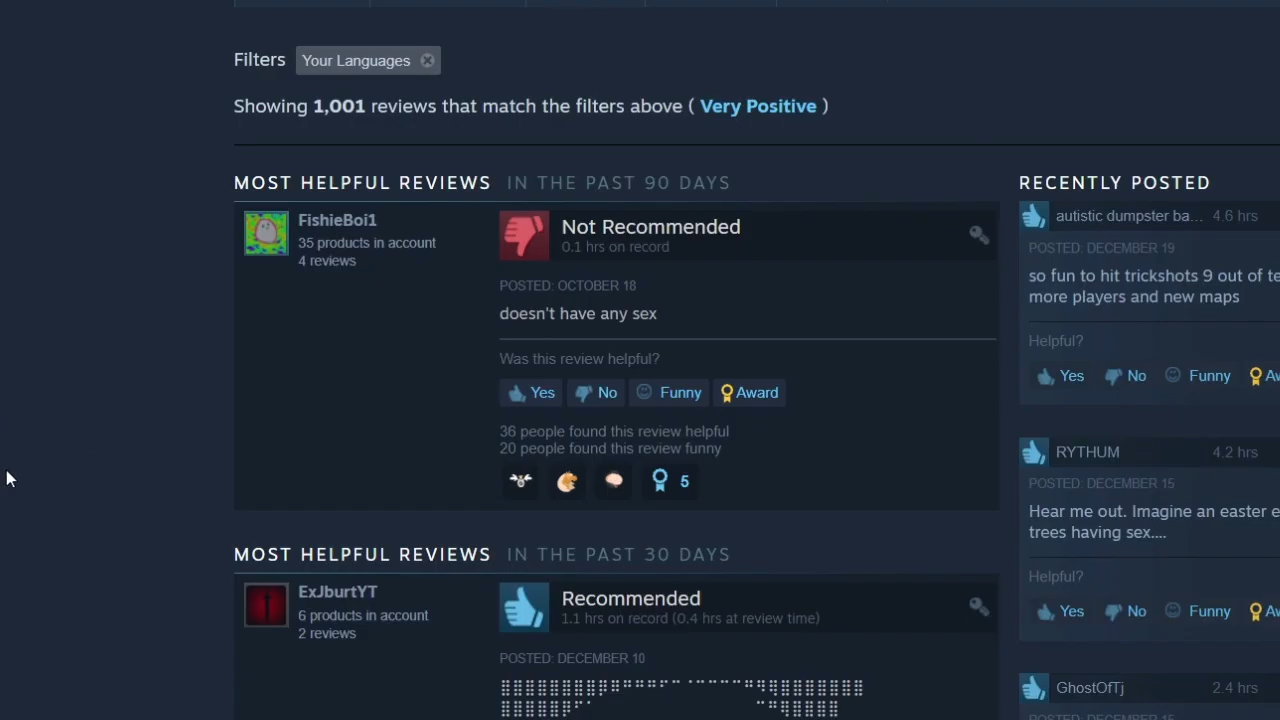 Filters
Your Languages
Showing 1,001 reviews that match the filters above ( Very Positive )
MOST HELPFUL REVIEWS IN THE PAST 90 DAYS
FishieBoi1
35 products in account
4 reviews
Not Recommended
0.1 hrs on record
POSTED: OCTOBER 18
doesn't have any sex
Was this review helpful?
Yes
No
Funny
Award
36 people found this review helpful
20 people found this review funny
5
MOST HELPFUL REVIEWS IN THE PAST 30 DAYS
ExJburtYT
6 products in account
2 reviews
Recommended
1.1 hrs on record (0.4 hrs at review time)
POSTED: DECEMBER 10
RECENTLY POSTED
autistic dumpster ba... 4.6 hrs
POSTED: DECEMBER 19
so fun to hit trickshots 9 out of
more players and new maps
Helpful?
Yes
No
Funny
RYTHUM 4.2 hrs
POSTED: DECEMBER 15
Hear me out. Imagine an easter
trees having sex....
Helpful?
Yes
No
Funny
GhostOfTj 2.4 hrs